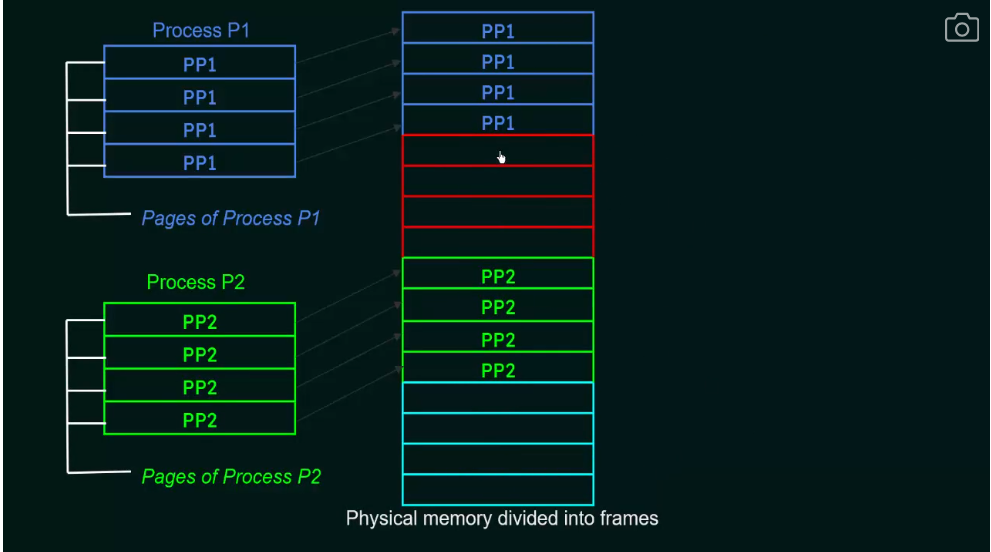 Process P1
PP1
PP1
PP1
PP1
Pages of Process P1
Process P2
PP2
PP2
PP2
PP2
Pages of Process P2
PP1
PP1
PP1
PP1
PP2
PP2
PP2
PP2
Physical memory divided into frames